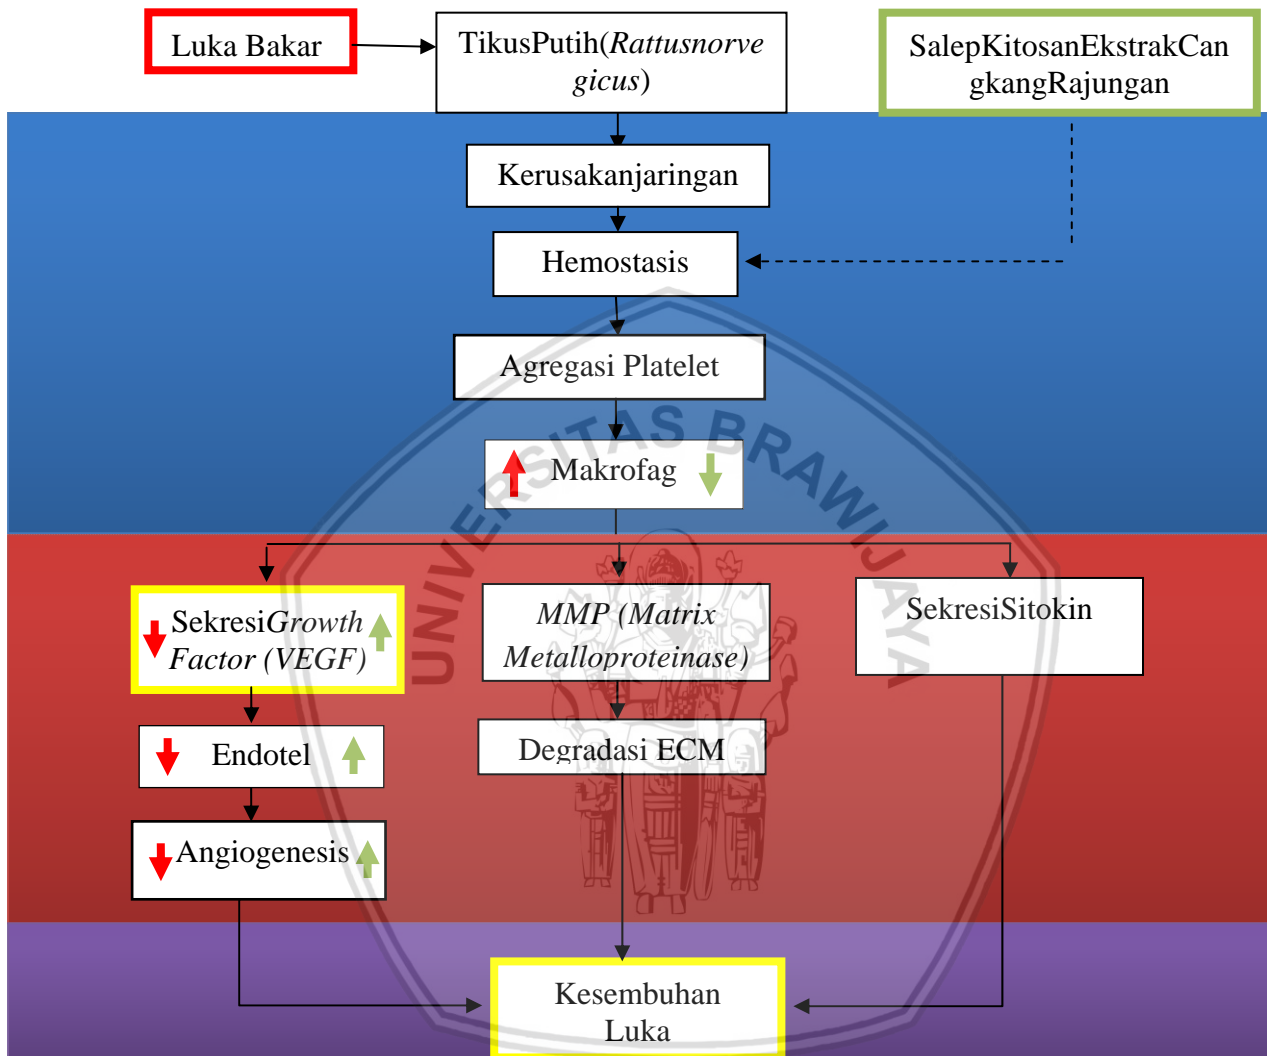 Luka Bakar
TikusPutih(Rattusnorve
gicus)
SalepKitosanEkstrakCan
gkangRajungan
Kerusakanjaringan
Hemostasis
Agregasi Platelet
UNIVERSITAS BRAWIJAYA
Makrofag
SekresiGrowth
Factor (VEGF)
MMP (Matrix
Metalloproteinase)
SekresiSitokin
Endotel
Degradasi ECM
Angiogenesis
Kesembuhan
Luka